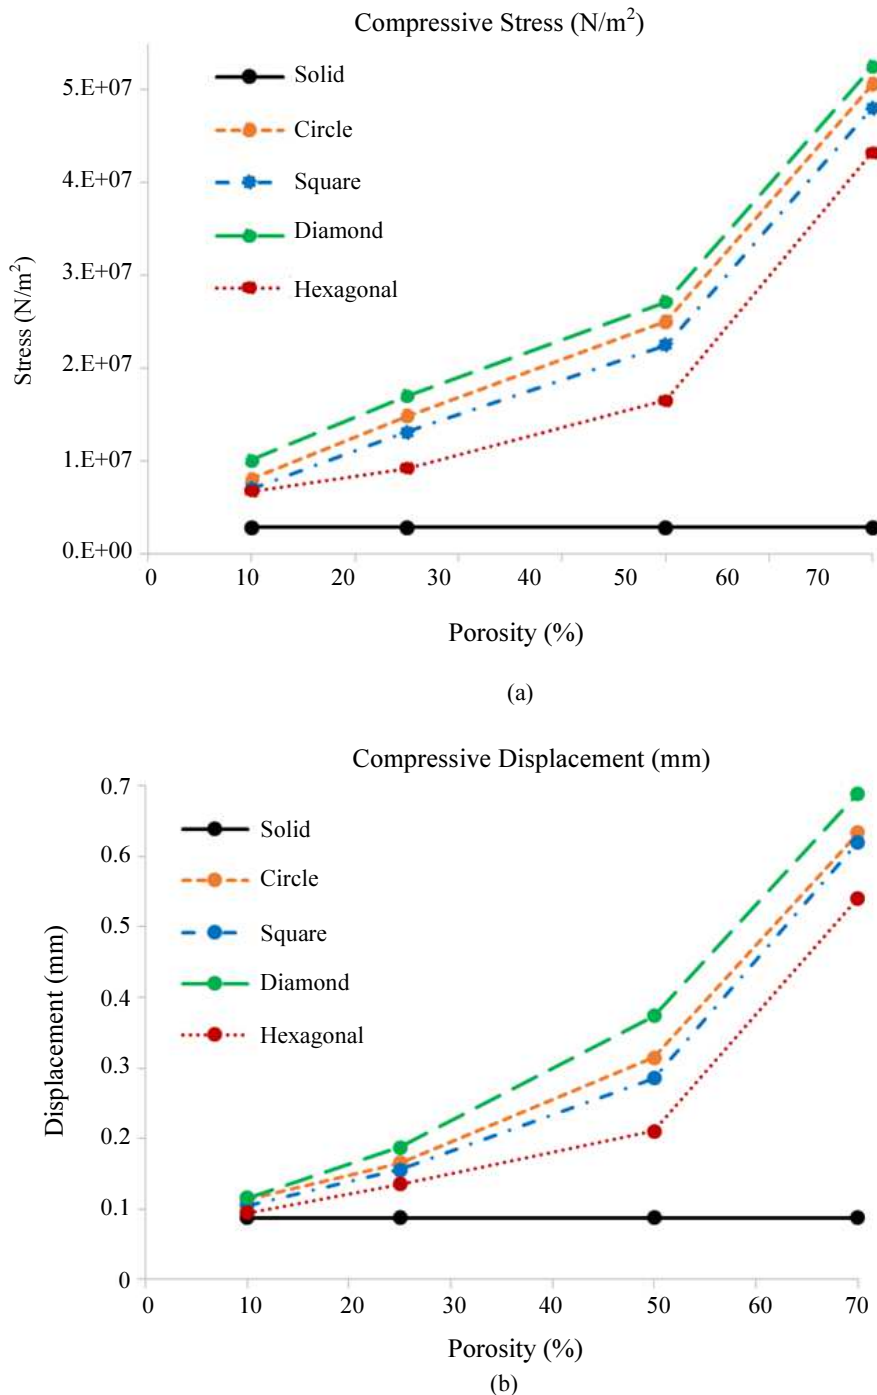 Compressive Stress (N/m²)
5.E+07
4.E+07
3.E+07
2.E+07
1.E+07
0.E+00
Stress (N/m²)
Solid
Circle
Square
Diamond
Hexagonal
0 10 20 30 40 50 60 70
Porosity (%)
(a)
Compressive Displacement (mm)
0.7
0.6
0.5
0.4
0.3
0.2
0.1
0
Displacement (mm)
Solid
Circle
Square
Diamond
Hexagonal
0 10 20 30 40 50 60 70
Porosity (%)
(b)